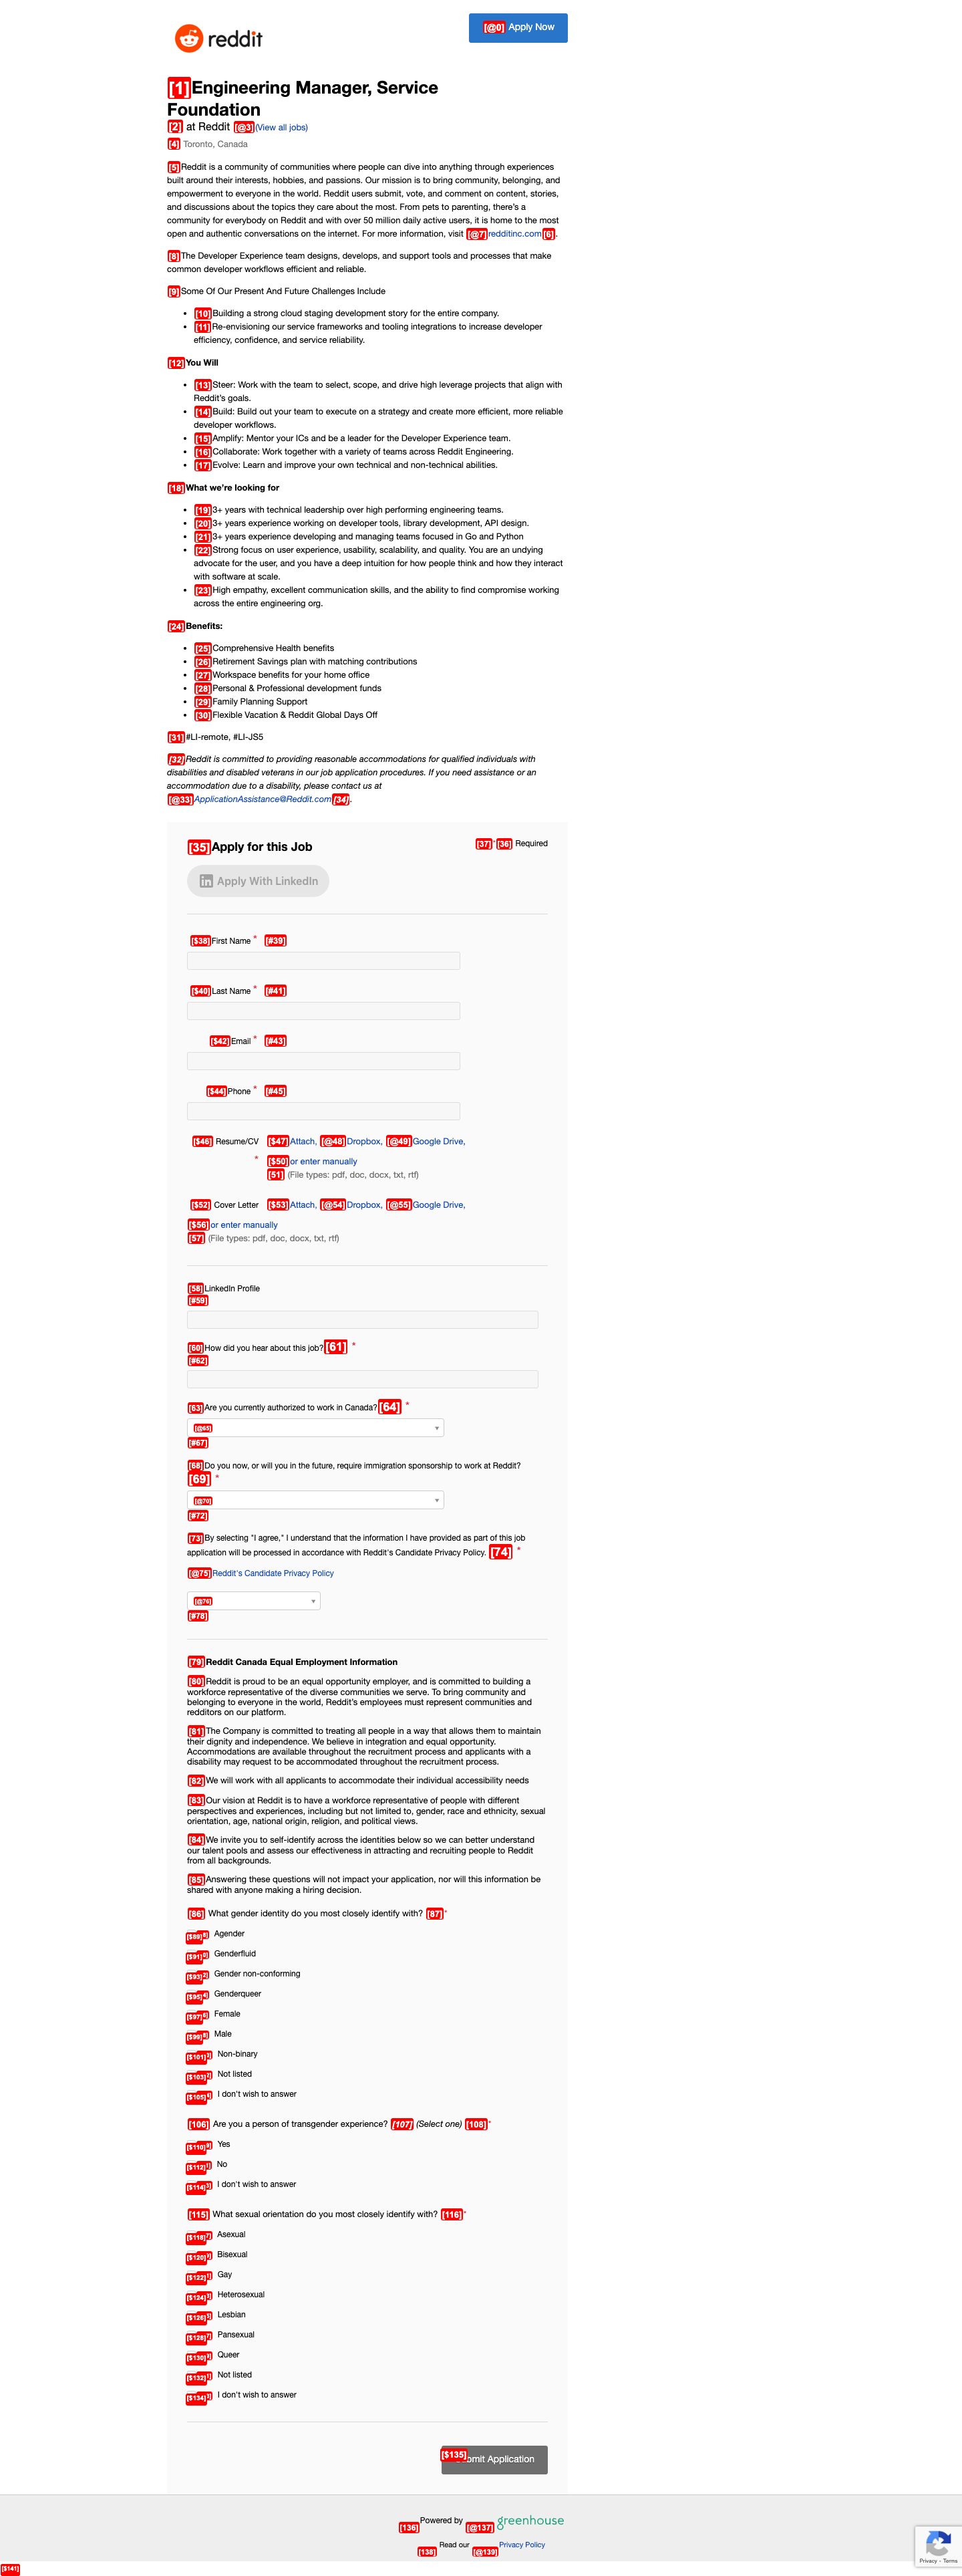 reddit
[@0] Apply Now
[1]Engineering Manager, Service
Foundation
[2] at Reddit [@3](View all jobs)
[4] Toronto, Canada
[5]Reddit is a community of communities where people can dive into anything through experiences
built around their interests, hobbies, and passions. Our mission is to bring community, belonging, and
empowerment to everyone in the world. Reddit users submit, vote, and comment on content, stories,
and discussions about the topics they care about the most. From pets to parenting, there's a
community for everybody on Reddit and with over 50 million daily active users, it is home to the most
open and authentic conversations on the internet. For more information, visit [@7]redditinc.com[6].
[8]The Developer Experience team designs, develops, and support tools and processes that make
common developer workflows efficient and reliable.
[9]Some Of Our Present And Future Challenges Include
• [10]Building a strong cloud staging development story for the entire company.
• [11]Re-envisioning our service frameworks and tooling integrations to increase developer
efficiency, confidence, and service reliability.
[12]You Will
• [13]Steer: Work with the team to select, scope, and drive high leverage projects that align with
Reddit's goals.
• [14]Build: Build out your team to execute on a strategy and create more efficient, more reliable
developer workflows.
• [15]Amplify: Mentor your ICs and be a leader for the Developer Experience team.
• [16]Collaborate: Work together with a variety of teams across Reddit Engineering.
• [17]Evolve: Learn and improve your own technical and non-technical abilities.
[18]What we're looking for
• [19]3+ years with technical leadership over high performing engineering teams.
• [20]3+ years experience working on developer tools, library development, API design.
• [21]3+ years experience developing and managing teams focused in Go and Python
• [22]Strong focus on user experience, usability, scalability, and quality. You are an undying
advocate for the user, and you have a deep intuition for how people think and how they interact
with software at scale.
• [23]High empathy, excellent communication skills, and the ability to find compromise working
across the entire engineering org.
[24]Benefits:
• [25]Comprehensive Health benefits
• [26]Retirement Savings plan with matching contributions
• [27]Workspace benefits for your home office
• [28]Personal & Professional development funds
• [29]Family Planning Support
• [30]Flexible Vacation & Reddit Global Days Off
[31]#LI-remote, #LI-JS5
[32]Reddit is committed to providing reasonable accommodations for qualified individuals with
disabilities and disabled veterans in our job application procedures. If you need assistance or an
accommodation due to a disability, please contact us at
[@33]ApplicationAssistance@Reddit.com[34].
[35]Apply for this Job
[37]*[36] Required
in Apply With LinkedIn
[$38]First Name * [#39]
[$40]Last Name * [#41]
[$42]Email * [#43]
[$44]Phone * [#45]
[$46] Resume/CV [$47]Attach, [@48]Dropbox, [@49]Google Drive,
* [$50]or enter manually
[51] (File types: pdf, doc, docx, txt, rtf)
[$52] Cover Letter [$53]Attach, [@54]Dropbox, [@55]Google Drive,
[$56]or enter manually
[57] (File types: pdf, doc, docx, txt, rtf)
[58]LinkedIn Profile
[#59]
[60]How did you hear about this job?[61] *
[#62]
[63]Are you currently authorized to work in Canada?[64] *
[@65]
[#67]
[68]Do you now, or will you in the future, require immigration sponsorship to work at Reddit?
[69] *
[@70]
[#72]
[73]By selecting "I agree," I understand that the information I have provided as part of this job
application will be processed in accordance with Reddit's Candidate Privacy Policy. [74] *
[@75]Reddit's Candidate Privacy Policy
[@76]
[#78]
[79]Reddit Canada Equal Employment Information
[80]Reddit is proud to be an equal opportunity employer, and is committed to building a
workforce representative of the diverse communities we serve. To bring community and
belonging to everyone in the world, Reddit's employees must represent communities and
redditors on our platform.
[81]The Company is committed to treating all people in a way that allows them to maintain
their dignity and independence. We believe in integration and equal opportunity.
Accommodations are available throughout the recruitment process and applicants with a
disability may request to be accommodated throughout the recruitment process.
[82]We will work with all applicants to accommodate their individual accessibility needs
[83]Our vision at Reddit is to have a workforce representative of people with different
perspectives and experiences, including but not limited to, gender, race and ethnicity, sexual
orientation, age, national origin, religion, and political views.
[84]We invite you to self-identify across the identities below so we can better understand
our talent pools and assess our effectiveness in attracting and recruiting people to Reddit
from all backgrounds.
[85]Answering these questions will not impact your application, nor will this information be
shared with anyone making a hiring decision.
[86] What gender identity do you most closely identify with? [87]*
[$89] Agender
[$91] Genderfluid
[$93] Gender non-conforming
[$95] Genderqueer
[$97] Female
[$99] Male
[$101] Non-binary
[$103] Not listed
[$105] I don't wish to answer
[106] Are you a person of transgender experience? [107] (Select one) [108]*
[$110] Yes
[$112] No
[$114] I don't wish to answer
[115] What sexual orientation do you most closely identify with? [116]*
[$118] Asexual
[$120] Bisexual
[$122] Gay
[$124] Heterosexual
[$126] Lesbian
[$128] Pansexual
[$130] Queer
[$132] Not listed
[$134] I don't wish to answer
[$135] Application
[136] Powered by [@137] greenhouse
[138] Read our [@139] Privacy Policy
Privacy - Terms
[$141]